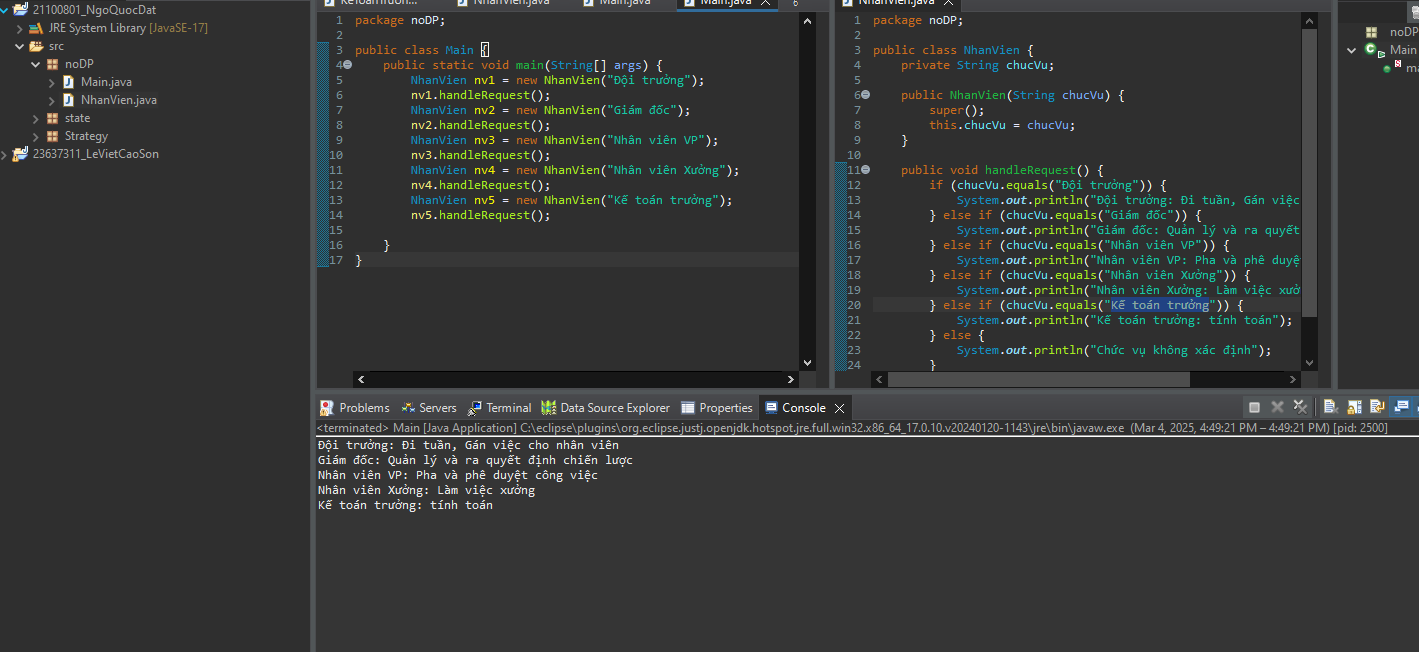 21100801_NgoQuocDat
JRE System Library [JavaSE-17]
src
noDP
Main.java
NhanVien.java
state
Strategy
23637311_LeVietCaoSon
NhanVien.java
Main.java
Main.java
6
1 package noDP;
2
3 public class Main {
4 public static void main(String[] args) {
5 NhanVien nv1 = new NhanVien("Đội trưởng");
6 nv1.handleRequest();
7 NhanVien nv2 = new NhanVien("Giám đốc");
8 nv2.handleRequest();
9 NhanVien nv3 = new NhanVien("Nhân viên VP");
10 nv3.handleRequest();
11 NhanVien nv4 = new NhanVien("Nhân viên Xưởng");
12 nv4.handleRequest();
13 NhanVien nv5 = new NhanVien("Kế toán trưởng");
14 nv5.handleRequest();
15
16 }
17 }
NhanVien.java
1 package noDP;
2
3 public class NhanVien {
4 private String chucVu;
5
6 public NhanVien(String chucVu) {
7 super();
8 this.chucVu = chucVu;
9 }
10
11 public void handleRequest() {
12 if (chucVu.equals("Đội trưởng")) {
13 System.out.println("Đội trưởng: Đi tuần, Gán việc
14 } else if (chucVu.equals("Giám đốc")) {
15 System.out.println("Giám đốc: Quản lý và ra quyết
16 } else if (chucVu.equals("Nhân viên VP")) {
17 System.out.println("Nhân viên VP: Pha và phê duyệ
18 } else if (chucVu.equals("Nhân viên Xưởng")) {
19 System.out.println("Nhân viên Xưởng: Làm việc xưở
20 } else if (chucVu.equals("Kế toán trưởng")) {
21 System.out.println("Kế toán trưởng: tính toán");
22 } else {
23 System.out.println("Chức vụ không xác định");
24 }
noDP
Main
ma
Problems Servers Terminal Data Source Explorer Properties Console
<terminated> Main [Java Application] C:\eclipse\plugins\org.eclipse.justj.openjdk.hotspot.jre.full.win32.x86_64_17.0.10.v20240120-1143\jre\bin\javaw.exe (Mar 4, 2025, 4:49:21 PM – 4:49:21 PM) [pid: 2500]
Đội trưởng: Đi tuần, Gán việc cho nhân viên
Giám đốc: Quản lý và ra quyết định chiến lược
Nhân viên VP: Pha và phê duyệt công việc
Nhân viên Xưởng: Làm việc xưởng
Kế toán trưởng: tính toán